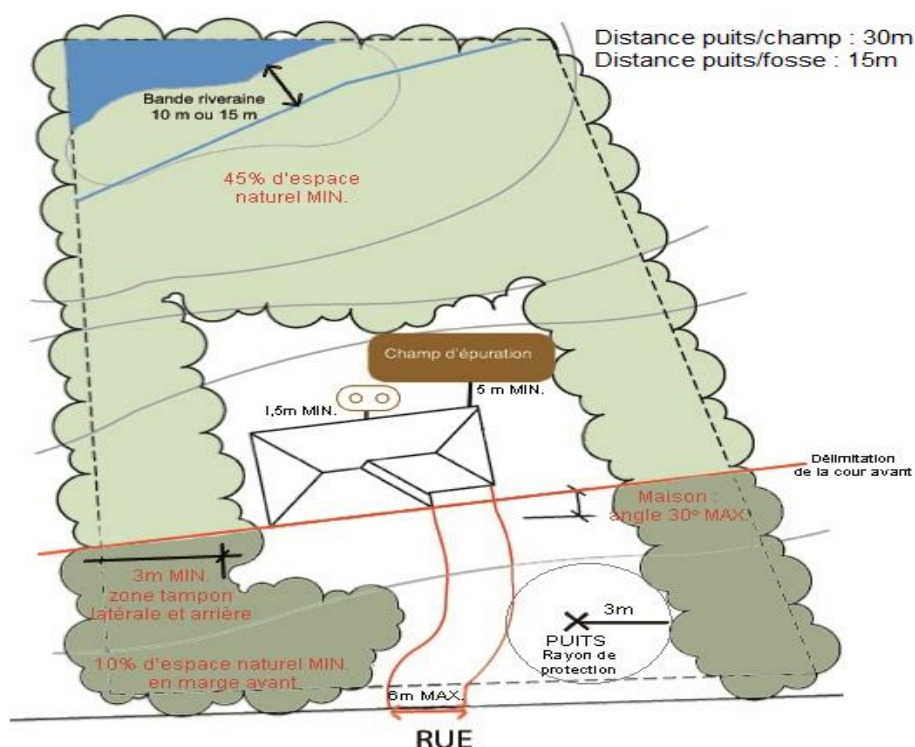 Distance puits/champ : 30m
Distance puits/fosse : 15m
Bande riveraine
10 m ou 15 m
45% d'espace
naturel MIN.
Champ d'épuration
5 m MIN.
1,5m MIN.
Délimitation
de la cour avant
Maison :
angle 30° MAX.
3m MIN.
zone tampon
latérale et arrière
3m
PUITS
Rayon de
protection
10% d'espace naturel MIN.
en marge avant
6m MAX.
RUE